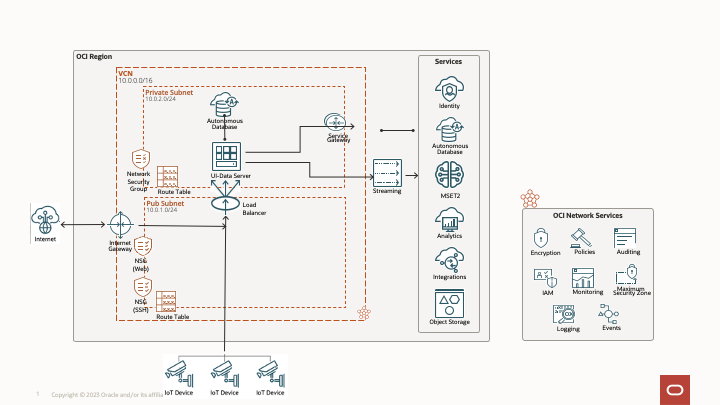 OCI Region
Services
VCN
10.0.0.0/16
Private Subnet
10.0.2.0/24
Autonomous
Database
Service
Gateway
Identity
Autonomous
Database
Network
Security
Group
Route Table
UI-Data Server
Streaming
MSET2
Pub Subnet
10.0.1.0/24
Load
Balancer
Internet
Internet
Gateway
NSG
(Web)
NSG
(SSH)
Route Table
Analytics
Integrations
Object Storage
OCI Network Services
Encryption
Policies
Auditing
IAM
Monitoring
Maximum
Security Zone
Logging
Events
IoT Device
IoT Device
IoT Device
1
Copyright © 2023 Oracle and/or its affilia